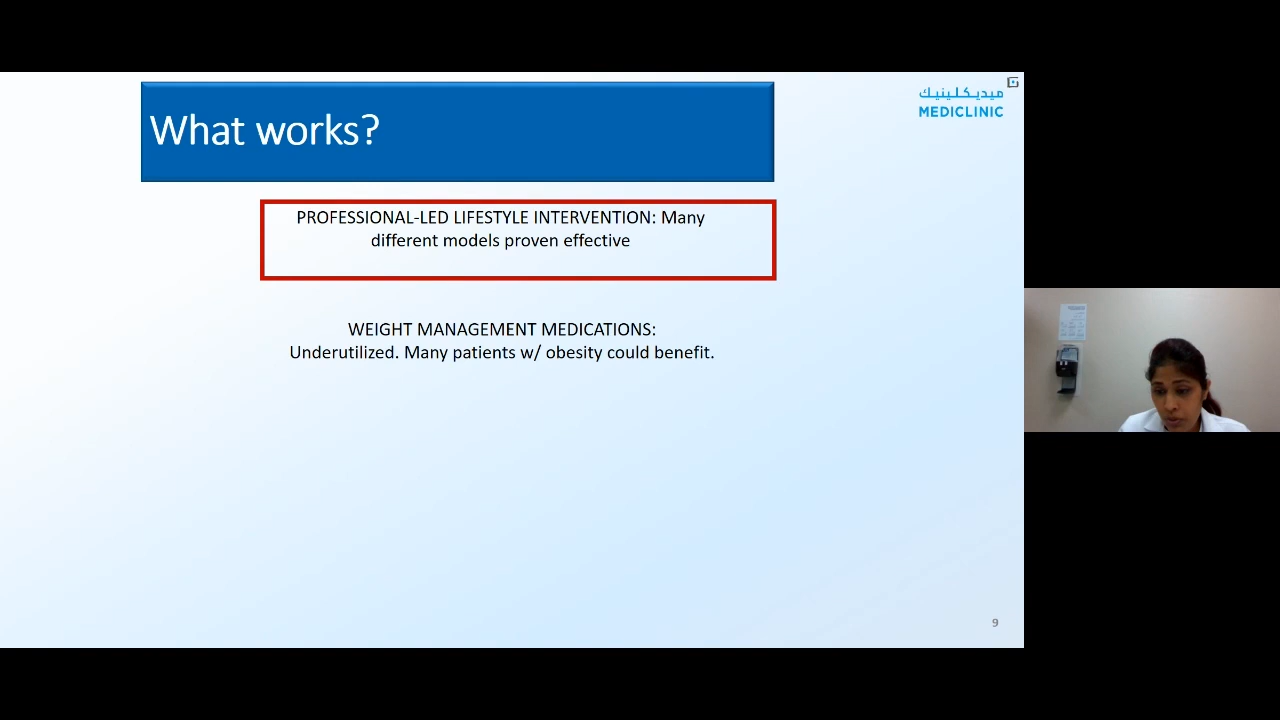 What works?
ميديكلينيك
MEDICLINIC
PROFESSIONAL-LED LIFESTYLE INTERVENTION: Many
different models proven effective
WEIGHT MANAGEMENT MEDICATIONS:
Underutilized. Many patients w/ obesity could benefit.
9